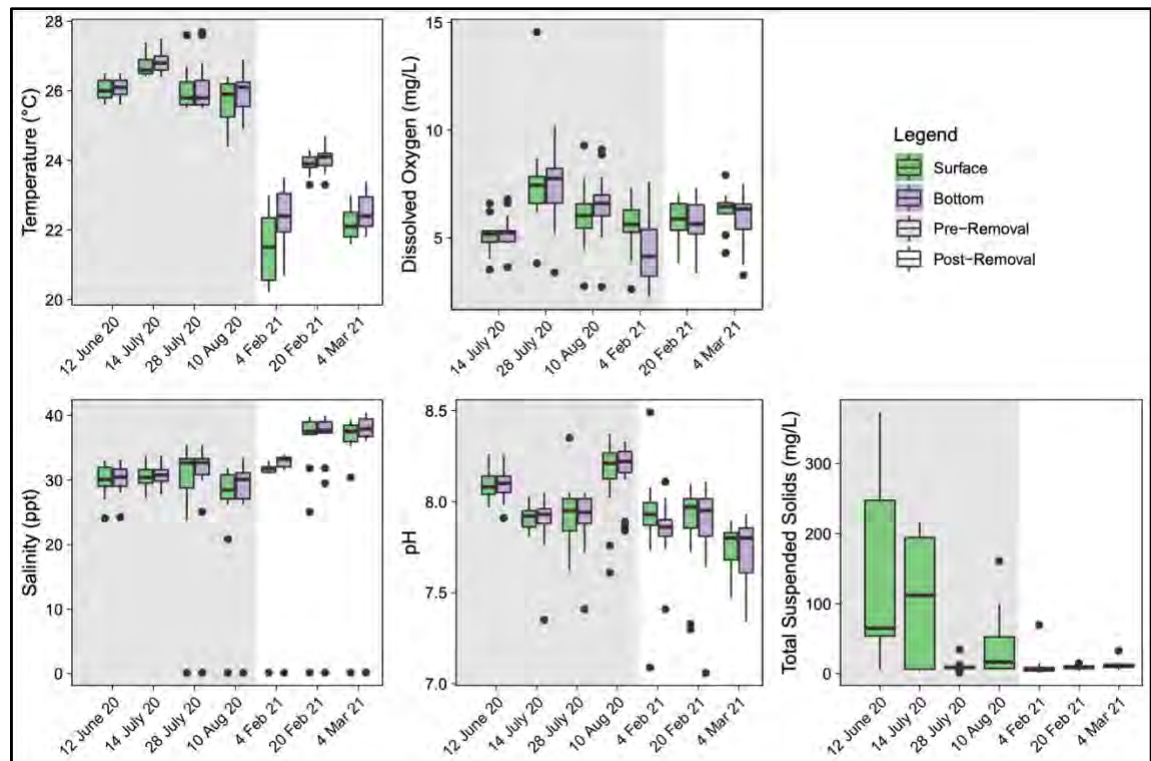 Temperature (°C)
28
26
24
22
20
12 June 20
14 July 20
28 July 20
10 Aug 20
4 Feb 21
20 Feb 21
4 Mar 21
Dissolved Oxygen (mg/L)
15
10
5
14 July 20
28 July 20
10 Aug 20
4 Feb 21
20 Feb 21
4 Mar 21
Legend
Surface
Bottom
Pre-Removal
Post-Removal
Salinity (ppt)
40
30
20
10
0
12 June 20
14 July 20
28 July 20
10 Aug 20
4 Feb 21
20 Feb 21
4 Mar 21
pH
8.5
8.0
7.5
7.0
12 June 20
14 July 20
28 July 20
10 Aug 20
4 Feb 21
20 Feb 21
4 Mar 21
Total Suspended Solids (mg/L)
300
200
100
0
12 June 20
14 July 20
28 July 20
10 Aug 20
4 Feb 21
20 Feb 21
4 Mar 21